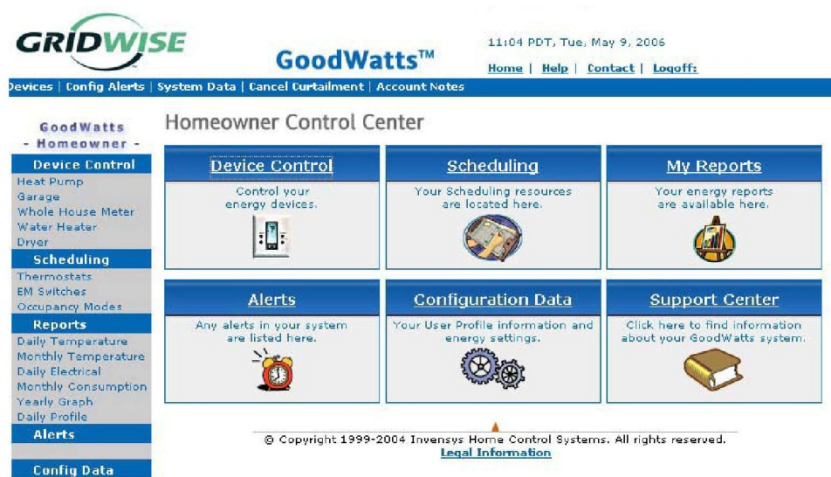 GRIDWISE
GoodWatts™
11:04 PDT, Tue, May 9, 2006
Home | Help | Contact | Logoff:
Devices | Config Alerts | System Data | Cancel Curtailment | Account Notes
GoodWatts
- Homeowner -
Device Control
Heat Pump
Garage
Whole House Meter
Water Heater
Dryer
Scheduling
Thermostats
EM Switches
Occupancy Modes
Reports
Daily Temperature
Monthly Temperature
Daily Electrical
Monthly Consumption
Yearly Graph
Daily Profile
Alerts
Config Data
Homeowner Control Center
Device Control
Control your
energy devices.
Scheduling
Your Scheduling resources
are located here.
My Reports
Your energy reports
are available here.
Alerts
Any alerts in your system
are listed here.
Configuration Data
Your User Profile information and
energy settings.
Support Center
Click here to find information
about your GoodWatts system.
© Copyright 1999-2004 Invensys Home Control Systems. All rights reserved.
Legal Information